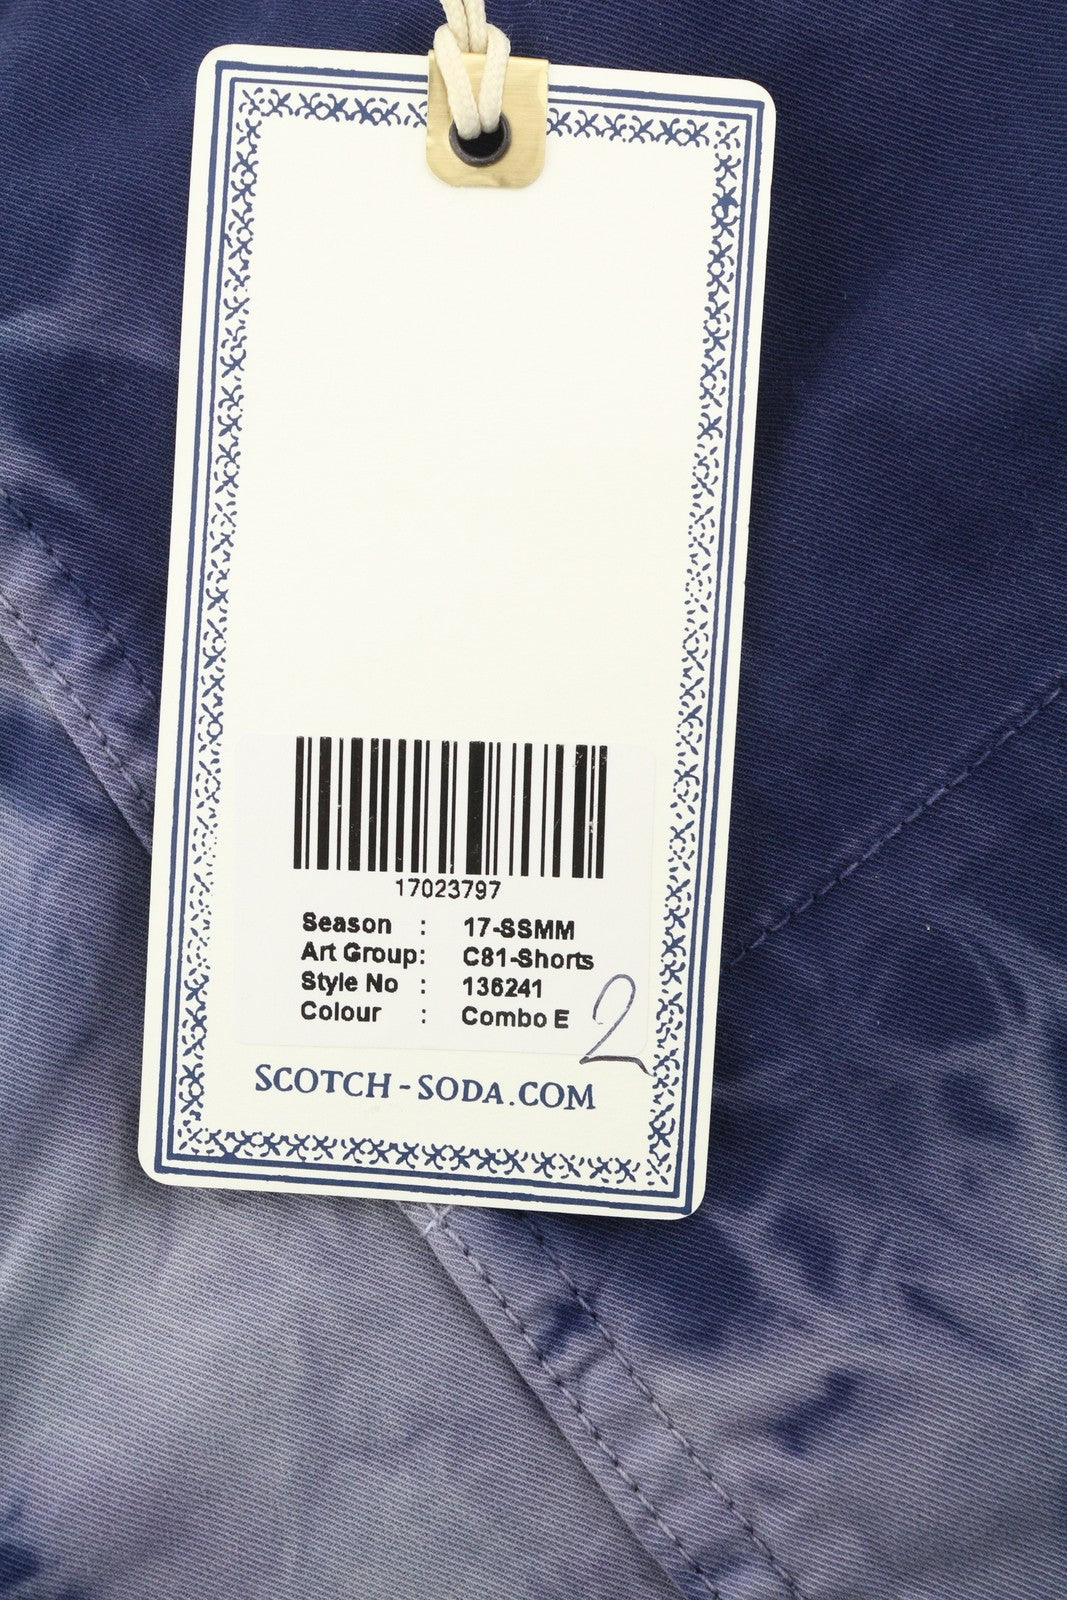 17023797
Season : 17-SSMM
Art Group: C81-Shorts
Style No : 136241
Colour : Combo E
2
SCOTCH-SODA.COM